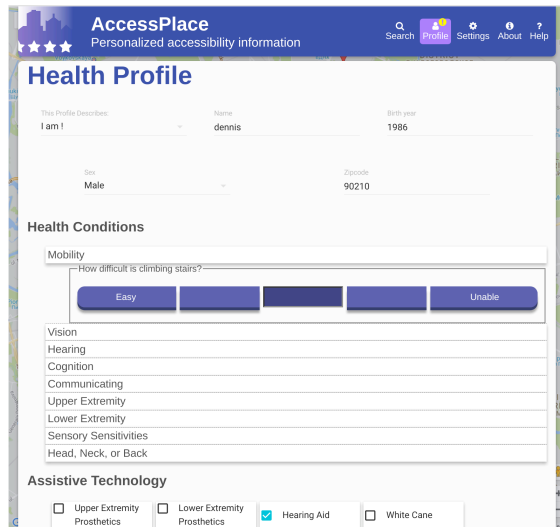 AccessPlace
Personalized accessibility information
Search Profile Settings About Help
Health Profile
This Profile Describes: Name Birth year
I am ! dennis 1986
Sex Zipcode
Male 90210
Health Conditions
Mobility
How difficult is climbing stairs?
Easy Unable
Vision
Hearing
Cognition
Communicating
Upper Extremity
Lower Extremity
Sensory Sensitivities
Head, Neck, or Back
Assistive Technology
Upper Extremity Prosthetics Lower Extremity Prosthetics Hearing Aid White Cane